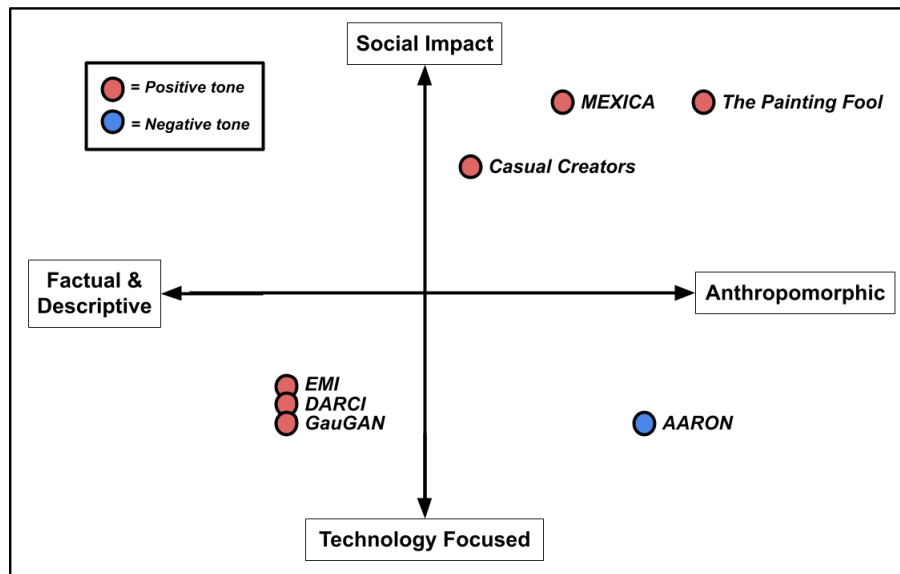 Social Impact
= Positive tone
= Negative tone
MEXICA
The Painting Fool
Casual Creators
Factual &
Descriptive
Anthropomorphic
EMI
DARCI
GauGAN
AARON
Technology Focused